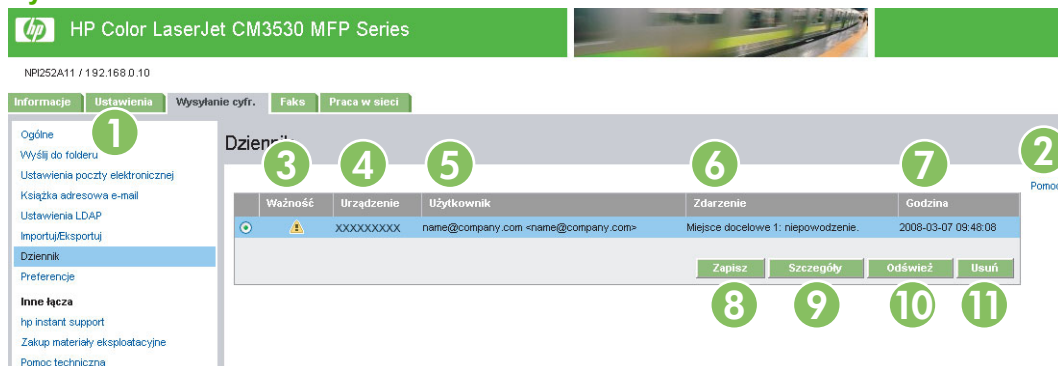 hp HP Color LaserJet CM3530 MFP Series
NPI252A11 / 192.168.0.10
Informacje Ustawienia Wysyłanie cyfr. Faks Praca w sieci
1
Ogólne
Wyślij do folderu
Ustawienia poczty elektronicznej
Książka adresowa e-mail
Ustawienia LDAP
Importuj/Eksportuj
Dziennik
Preferencje
Inne łącza
hp instant support
Zakup materiały eksploatacyjne
Pomoc techniczna
Dziennik
2
Pomoc
3 4 5 6 7
Ważność Urządzenie Użytkownik Zdarzenie Godzina
XXXXXXXXX name@company.com <name@company.com> Miejsce docelowe 1: niepowodzenie. 2008-03-07 09:48:08
Zapisz Szczegóły Odśwież Usuń
8 9 10 11